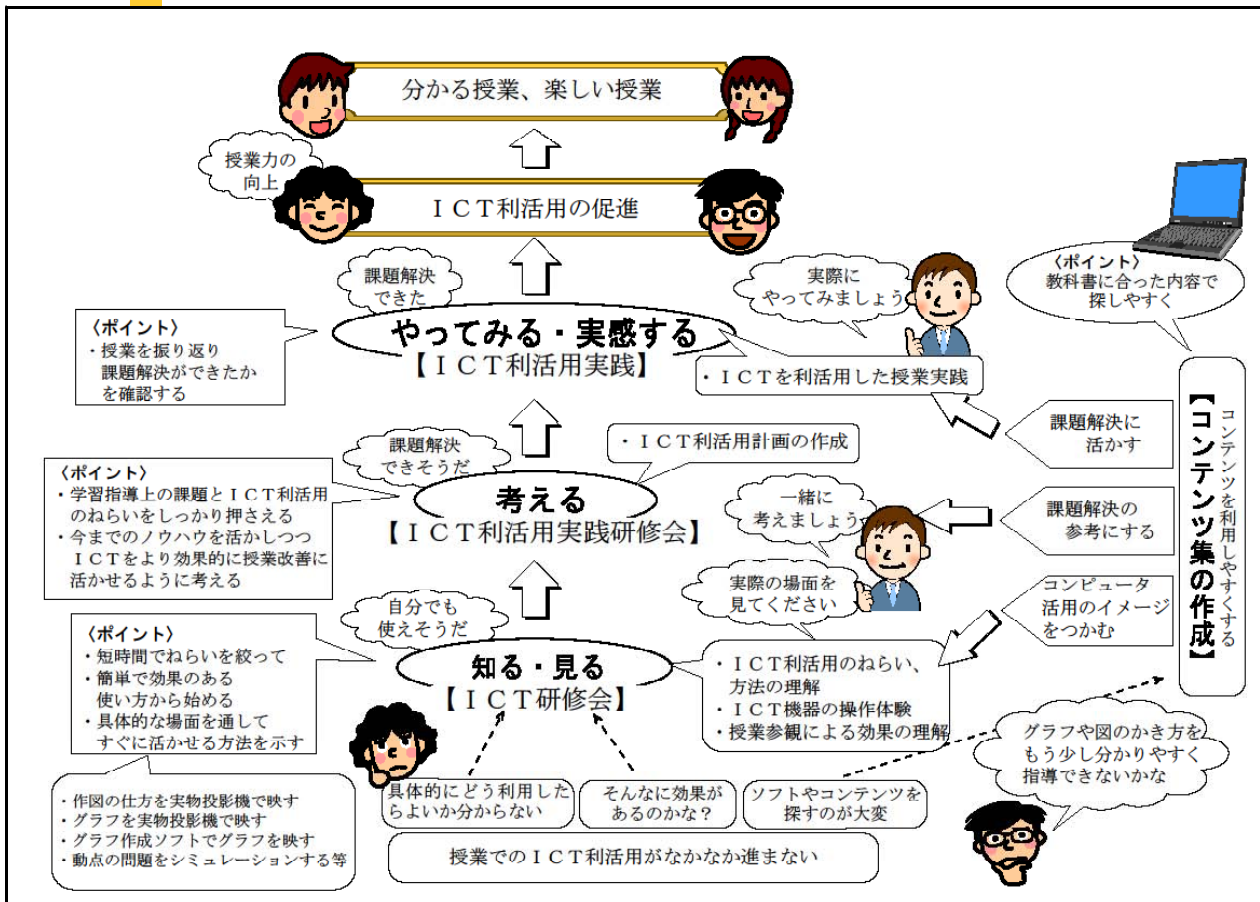 分かる授業、楽しい授業
授業力の
向上
ＩＣＴ利活用の促進
課題解決
できた
実際に
やってみましょう
〈ポイント〉
教科書に合った内容で
探しやすく
〈ポイント〉
・授業を振り返り
課題解決ができたか
を確認する
やってみる・実感する
【ＩＣＴ利活用実践】
・ＩＣＴを利活用した授業実践
課題解決に
活かす
コンテンツを利用しやすくする
【コンテンツ集の作成】
課題解決
できそうだ
・ＩＣＴ利活用計画の作成
〈ポイント〉
・学習指導上の課題とＩＣＴ利活用
のねらいをしっかり押さえる
・今までのノウハウを活かしつつ
ＩＣＴをより効果的に授業改善に
活かせるように考える
考える
【ＩＣＴ利活用実践研修会】
一緒に
考えましょう
課題解決の
参考にする
実際の場面を
見てください
コンピュータ
活用のイメージ
をつかむ
自分でも
使えそうだ
〈ポイント〉
・短時間でねらいを絞って
・簡単で効果のある
使い方から始める
・具体的な場面を通して
すぐに活かせる方法を示す
知る・見る
【ＩＣＴ研修会】
・ＩＣＴ利活用のねらい、
方法の理解
・ＩＣＴ機器の操作体験
・授業参観による効果の理解
グラフや図のかき方を
もう少し分かりやすく
指導できないかな
・作図の仕方を実物投影機で映す
・グラフを実物投影機で映す
・グラフ作成ソフトでグラフを映す
・動点の問題をシミュレーションする等
具体的にどう利用した
らよいか分からない
そんなに効果が
あるのかな？
ソフトやコンテンツを
探すのが大変
授業でのＩＣＴ利活用がなかなか進まない